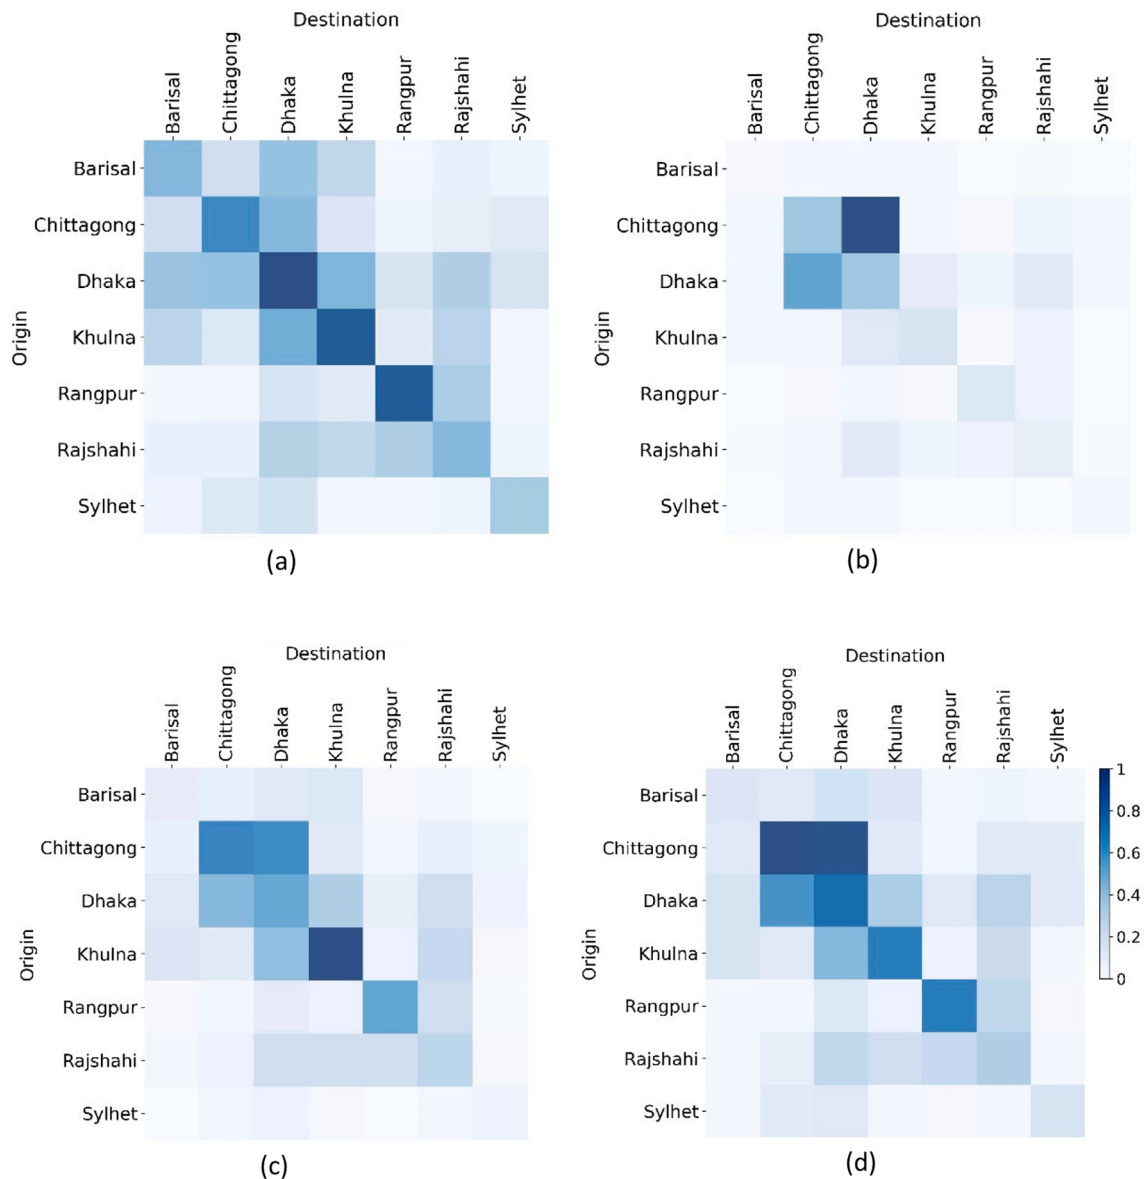 Destination
Barisal
Chittagong
Dhaka
Khulna
Rangpur
Rajshahi
Sylhet
Origin
Barisal
Chittagong
Dhaka
Khulna
Rangpur
Rajshahi
Sylhet
(a)
Destination
Barisal
Chittagong
Dhaka
Khulna
Rangpur
Rajshahi
Sylhet
Origin
Barisal
Chittagong
Dhaka
Khulna
Rangpur
Rajshahi
Sylhet
(b)
Destination
Barisal
Chittagong
Dhaka
Khulna
Rangpur
Rajshahi
Sylhet
Origin
Barisal
Chittagong
Dhaka
Khulna
Rangpur
Rajshahi
Sylhet
(c)
Destination
Barisal
Chittagong
Dhaka
Khulna
Rangpur
Rajshahi
Sylhet
Origin
Barisal
Chittagong
Dhaka
Khulna
Rangpur
Rajshahi
Sylhet
1
0.8
0.6
0.4
0.2
0
(d)